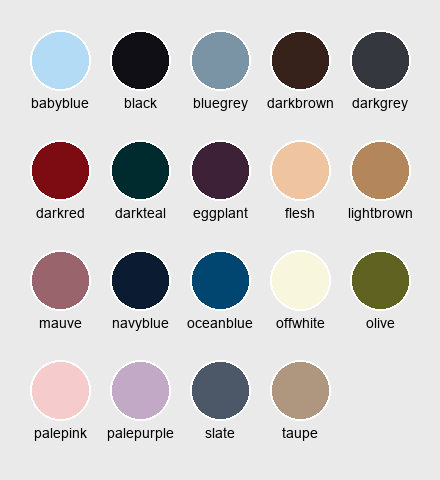 babyblue black bluegrey darkbrown darkgrey
darkred darkteal eggplant flesh lightbrown
mauve navyblue oceanblue offwhite olive
palepink palepurple slate taupe